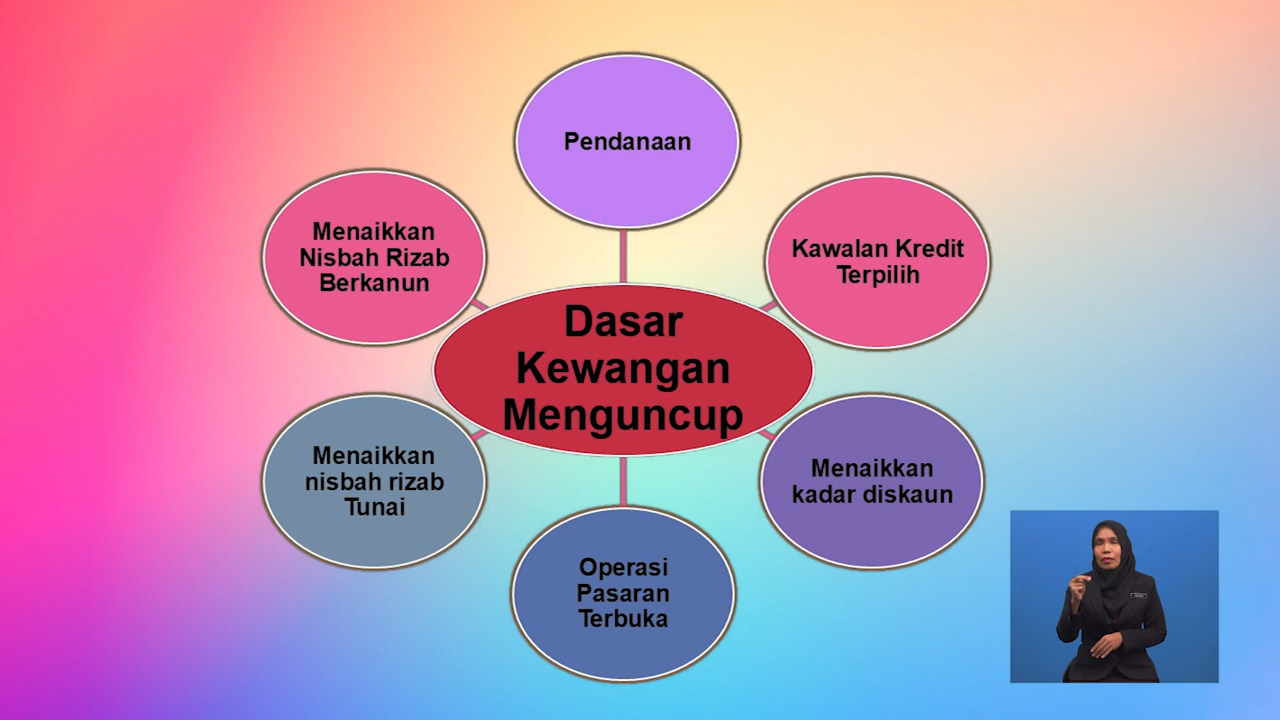 Pendanaan
Kawalan Kredit
Terpilih
Menaikkan
kadar diskaun
Operasi
Pasaran
Terbuka
Menaikkan
nisbah rizab
Tunai
Menaikkan
Nisbah Rizab
Berkanun
Dasar
Kewangan
Menguncup